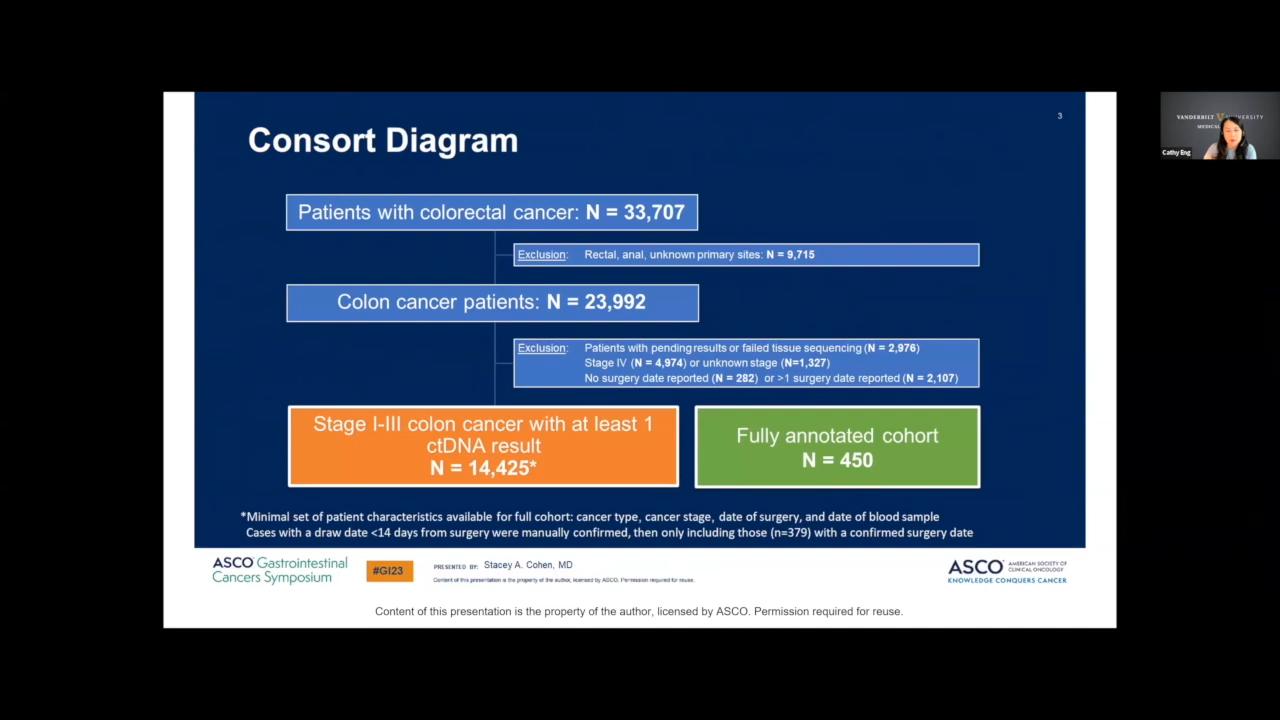 3
Consort Diagram
Patients with colorectal cancer: N = 33,707
Exclusion: Rectal, anal, unknown primary sites: N = 9,715
Colon cancer patients: N = 23,992
Exclusion: Patients with pending results or failed tissue sequencing (N = 2,976)
Stage IV (N = 4,974) or unknown stage (N=1,327)
No surgery date reported (N = 282) or >1 surgery date reported (N = 2,107)
Stage I-III colon cancer with at least 1
ctDNA result
N = 14,425*
Fully annotated cohort
N = 450
*Minimal set of patient characteristics available for full cohort: cancer type, cancer stage, date of surgery, and date of blood sample
Cases with a draw date <14 days from surgery were manually confirmed, then only including those (n=379) with a confirmed surgery date
ASCO Gastrointestinal
Cancers Symposium
#GI23
PRESENTED BY: Stacey A. Cohen, MD
Content of this presentation is the property of the author, licensed by ASCO. Permission required for reuse.
ASCO AMERICAN SOCIETY OF
CLINICAL ONCOLOGY
KNOWLEDGE CONQUERS CANCER
Content of this presentation is the property of the author, licensed by ASCO. Permission required for reuse.
VANDERBILT
MEDICAL
Cathy Eng